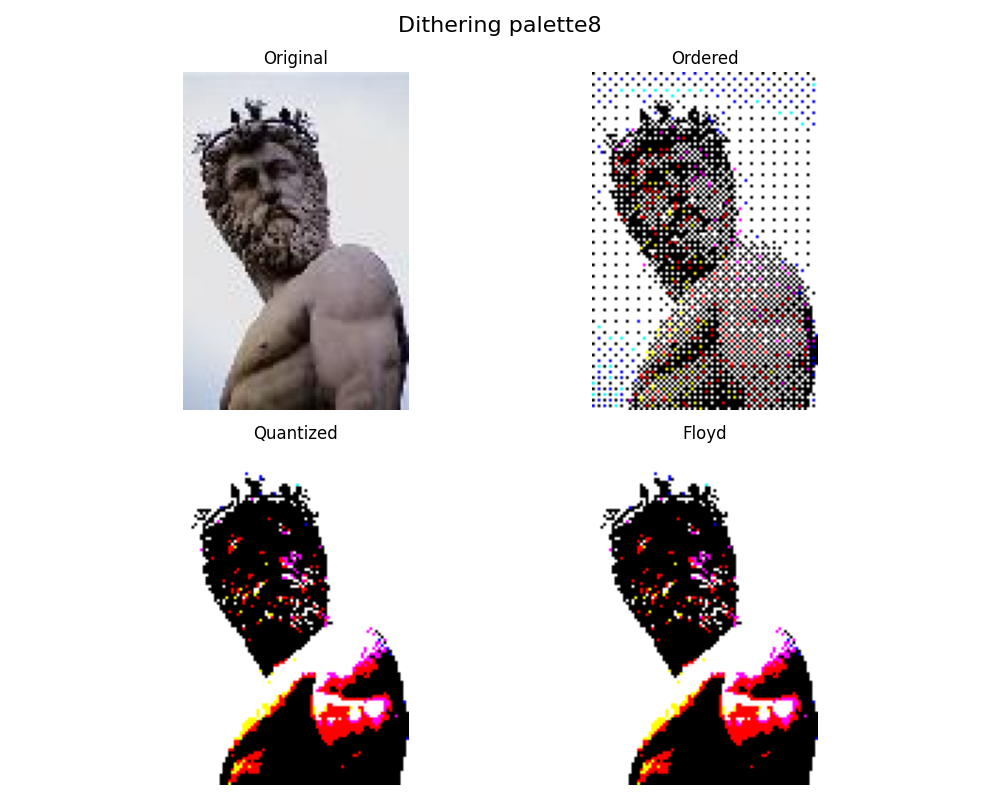 Dithering palette8
Original
Ordered
Quantized
Floyd